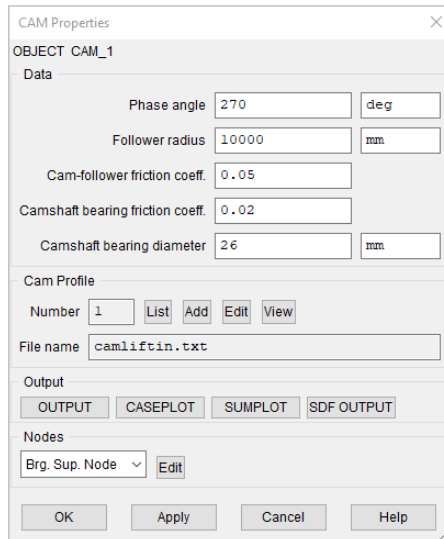 CAM Properties
OBJECT CAM_1
Data
Phase angle 270 deg
Follower radius 10000 mm
Cam-follower friction coeff. 0.05
Camshaft bearing friction coeff. 0.02
Camshaft bearing diameter 26 mm
Cam Profile
Number 1 List Add Edit View
File name camliftin.txt
Output
OUTPUT CASEPLOT SUMPLOT SDF OUTPUT
Nodes
Brg. Sup. Node Edit
OK Apply Cancel Help